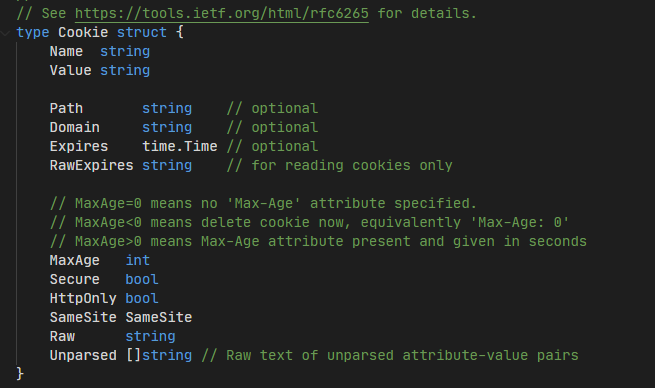 // See https://tools.ietf.org/html/rfc6265 for details.
type Cookie struct {
    Name  string
    Value string

    Path       string    // optional
    Domain     string    // optional
    Expires    time.Time // optional
    RawExpires string    // for reading cookies only

    // MaxAge=0 means no 'Max-Age' attribute specified.
    // MaxAge<0 means delete cookie now, equivalently 'Max-Age: 0'
    // MaxAge>0 means Max-Age attribute present and given in seconds
    MaxAge   int
    Secure   bool
    HttpOnly bool
    SameSite SameSite
    Raw      string
    Unparsed []string // Raw text of unparsed attribute-value pairs
}